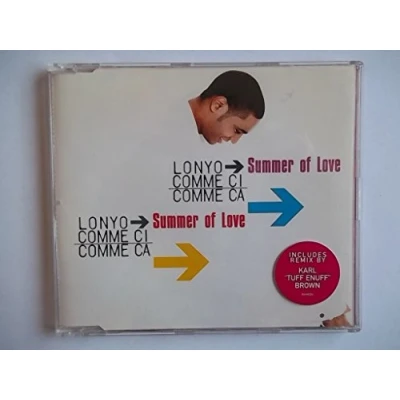 LONYO→ Summer of Love
COMME CI
COMME CA
LONYO→ Summer of Love
COMME CI
COMME CA
INCLUDES
REMIX BY
KARL
"TUFF ENUFF"
BROWN